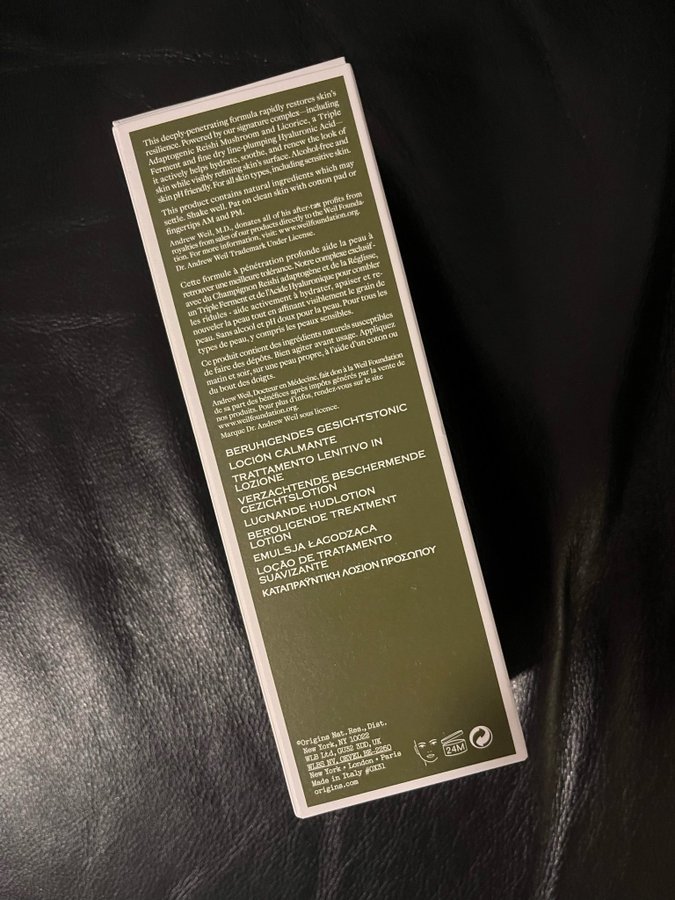 This deeply-penetrating formula rapidly restores skin's
resilience. Powered by our signature complex—including
Adaptogenic Reishi Mushroom and Licorice, a Triple
Ferment and fine dry line-plumping Hyaluronic Acid—
it actively helps hydrate, soothe, and renew the look of
skin while visibly refining skin's surface. Alcohol-free and
skin pH friendly. For all skin types, including sensitive skin.
This product contains natural ingredients which may
settle. Shake well. Pat on clean skin with cotton pad or
fingertips AM and PM.
Andrew Weil, M.D., donates all of his after-tax profits from
royalties from sales of our products directly to the Weil Founda-
tion. For more information, visit: www.weilfoundation.org.
Dr. Andrew Weil Trademark Under License.
Cette formule à pénétration profonde aide la peau à
retrouver une meilleure tolérance. Notre complexe exclusif -
avec du Champignon Reishi adaptogène et de la Réglisse,
un Triple Ferment et de l'Acide Hyaluronique pour combler
les ridules - aide activement à hydrater, apaiser et re-
nouveler la peau tout en affinant visiblement le grain de
peau. Sans alcool et pH doux pour la peau. Pour tous les
types de peau, y compris les peaux sensibles.
Ce produit contient des ingrédients naturels susceptibles
de faire des dépôts. Bien agiter avant usage. Appliquez
matin et soir, sur une peau propre, à l'aide d'un coton ou
du bout des doigts.
Andrew Weil, Docteur en Médecine, fait don à la Weil Foundation
de sa part des bénéfices après impôts générés par la vente de
nos produits. Pour plus d'infos, rendez-vous sur le site
www.weilfoundation.org.
Marque Dr. Andrew Weil sous licence.
BERUHIGENDES GESICHTSTONIC
LOCIÓN CALMANTE
TRATTAMENTO LENITIVO IN
LOZIONE
VERZACHTENDE BESCHERMENDE
GEZICHTSLOTION
LUGNANDE HUDLOTION
BEROLIGENDE TREATMENT
LOTION
EMULSJA ŁAGODZĄCA
LOÇÃO DE TRATAMENTO
SUAVIZANTE
ΚΑΤΑΠΡΑΫΝΤΙΚΗ ΛΟΣΙΟΝ ΠΡΟΣΩΠΟΥ
©Origins Nat. Res., Dist.
New York, NY 10022
WLB Ltd, GU32 3DD, UK
WLRS NV, OEVEL BE-2260
New York • London • Paris
Made in Italy #0X31
origins.com
24M